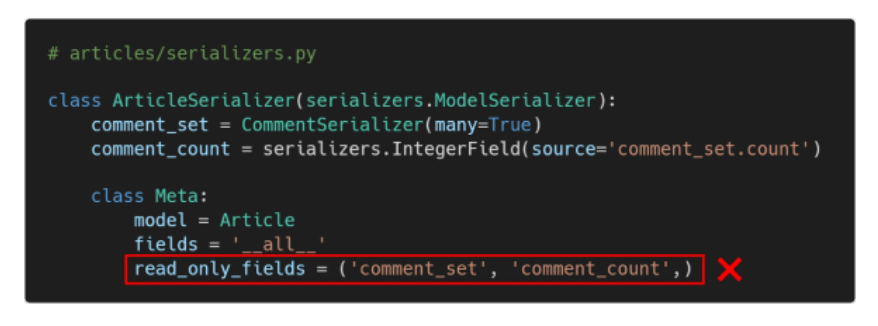 # articles/serializers.py
class ArticleSerializer(serializers.ModelSerializer):
    comment_set = CommentSerializer(many=True)
    comment_count = serializers.IntegerField(source='comment_set.count')
    class Meta:
        model = Article
        fields = '__all__'
        read_only_fields = ('comment_set', 'comment_count',)